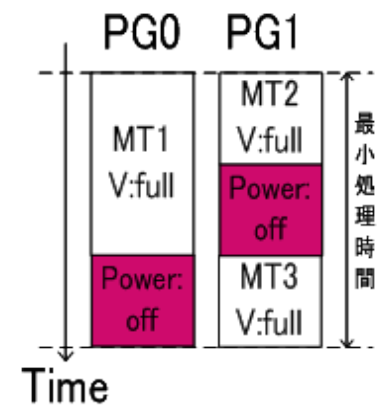 PG0 PG1
MT1
V:full
Power:
off
MT2
V:full
Power:
off
MT3
V:full
最小処理時間
Time